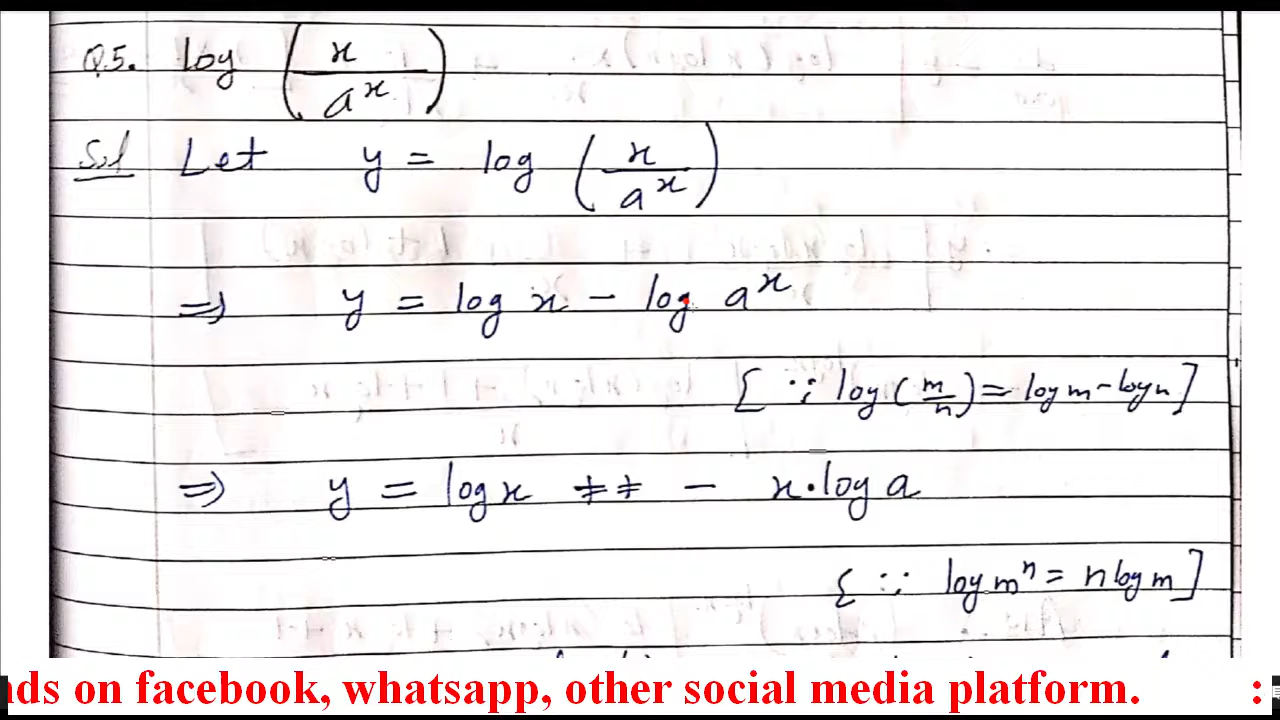 Q5. log (x/a^x)
Sol Let y = log (x/a^x)
⇒ y = log x - log a^x
[∵ log(m/n) = log m - log n]
⇒ y = log x - x·log a
{∵ log m^n = n log m]
nds on facebook, whatsapp, other social media platform. :